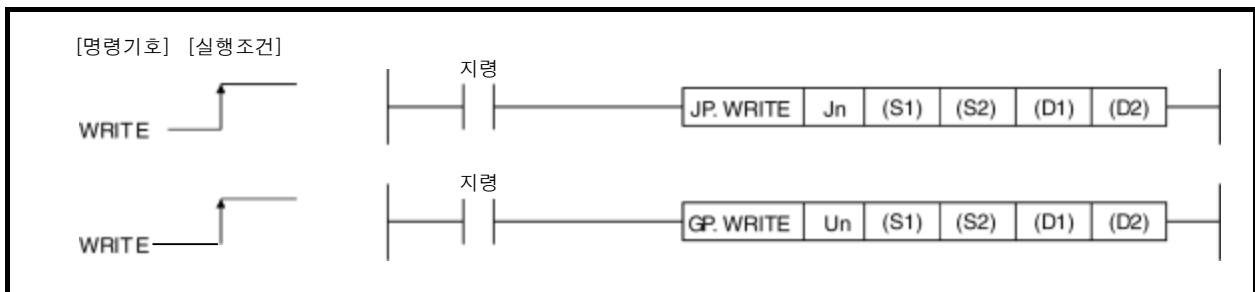 [명령기호] [실행조건]
지령
WRITE
JP. WRITE Jn (S1) (S2) (D1) (D2)
지령
WRITE
GP. WRITE Un (S1) (S2) (D1) (D2)